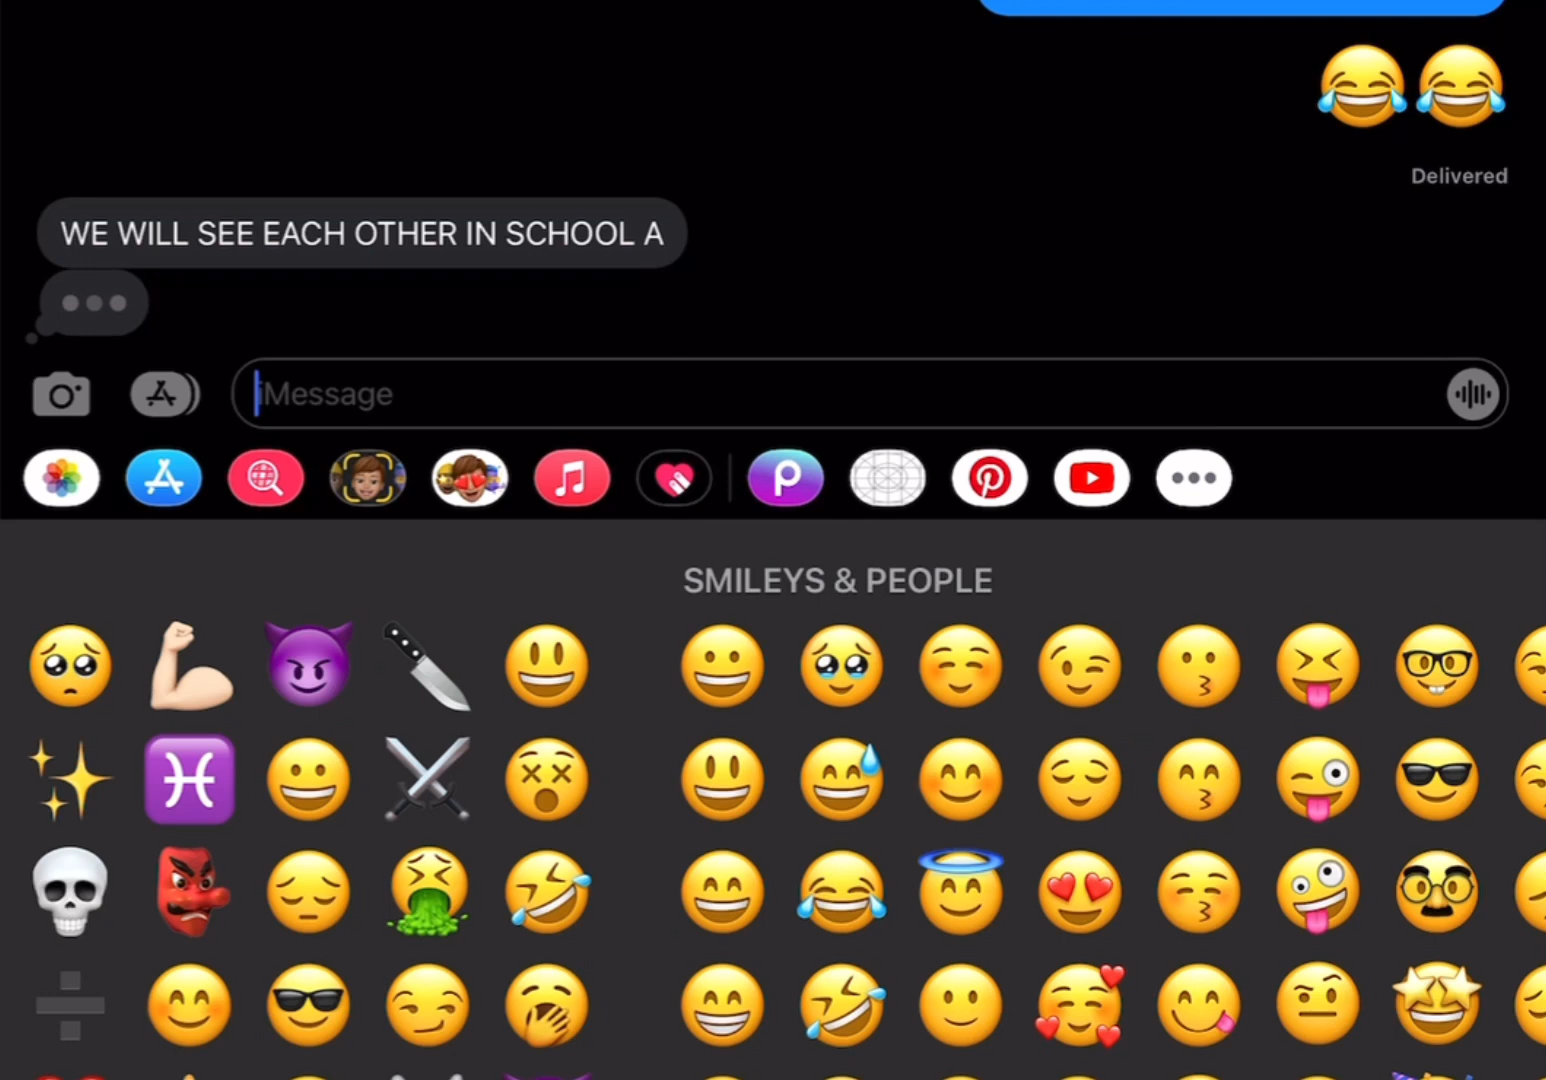 😂😂
Delivered
WE WILL SEE EACH OTHER IN SCHOOL A
iMessage
SMILEYS & PEOPLE